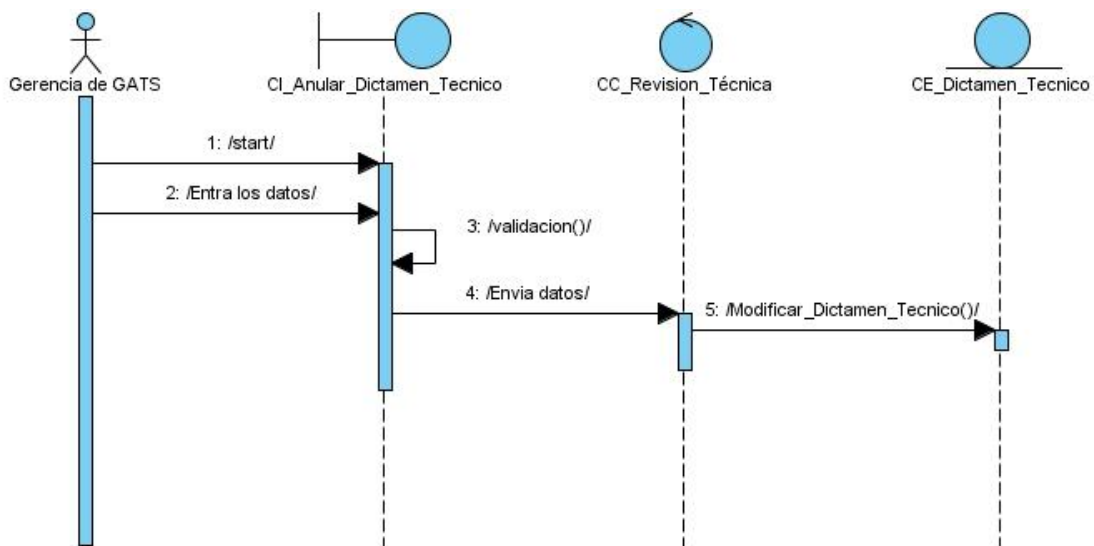 Gerencia de GATS
CI_Anular_Dictamen_Tecnico
CC_Revision_Técnica
CE_Dictamen_Tecnico
1: /start/
2: /Entra los datos/
3: /validacion()/
4: /Envia datos/
5: /Modificar_Dictamen_Tecnico()/